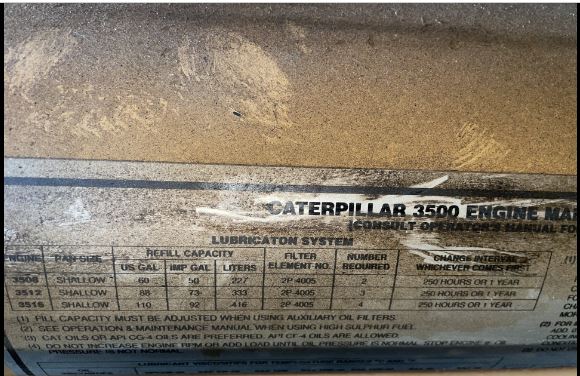 CATERPILLAR 3500 ENGINE MAI
(CONSULT OPERATOR'S MANUAL FO
LUBRICATON SYSTEM
ENGINE PAN SIZE REFILL CAPACITY FILTER ELEMENT NO. NUMBER REQUIRED CHANGE INTERVAL WHICHEVER COMES FIRST (1)
US GAL IMP GAL LITERS
3508 SHALLOW 60 50 227 2P-4005 2 250 HOURS OR 1 YEAR
3512 SHALLOW 88 73 333 2P-4005 3 250 HOURS OR 1 YEAR
3516 SHALLOW 110 92 416 2P-4005 4 250 HOURS OR 1 YEAR
(1) FILL CAPACITY MUST BE ADJUSTED WHEN USING AUXILIARY OIL FILTERS.
(2) SEE OPERATION & MAINTENANCE MANUAL WHEN USING HIGH SULPHUR FUEL.
(3) CAT OILS OR API CG-4 OILS ARE PREFERRED. API CF-4 OILS ARE ALLOWED.
(4) DO NOT INCREASE ENGINE RPM OR ADD LOAD UNTIL OIL PRESSURE IS NORMAL. STOP ENGINE IF OIL
PRESSURE IS NOT NORMAL.
LUBRICANT VISCOSITIES FOR